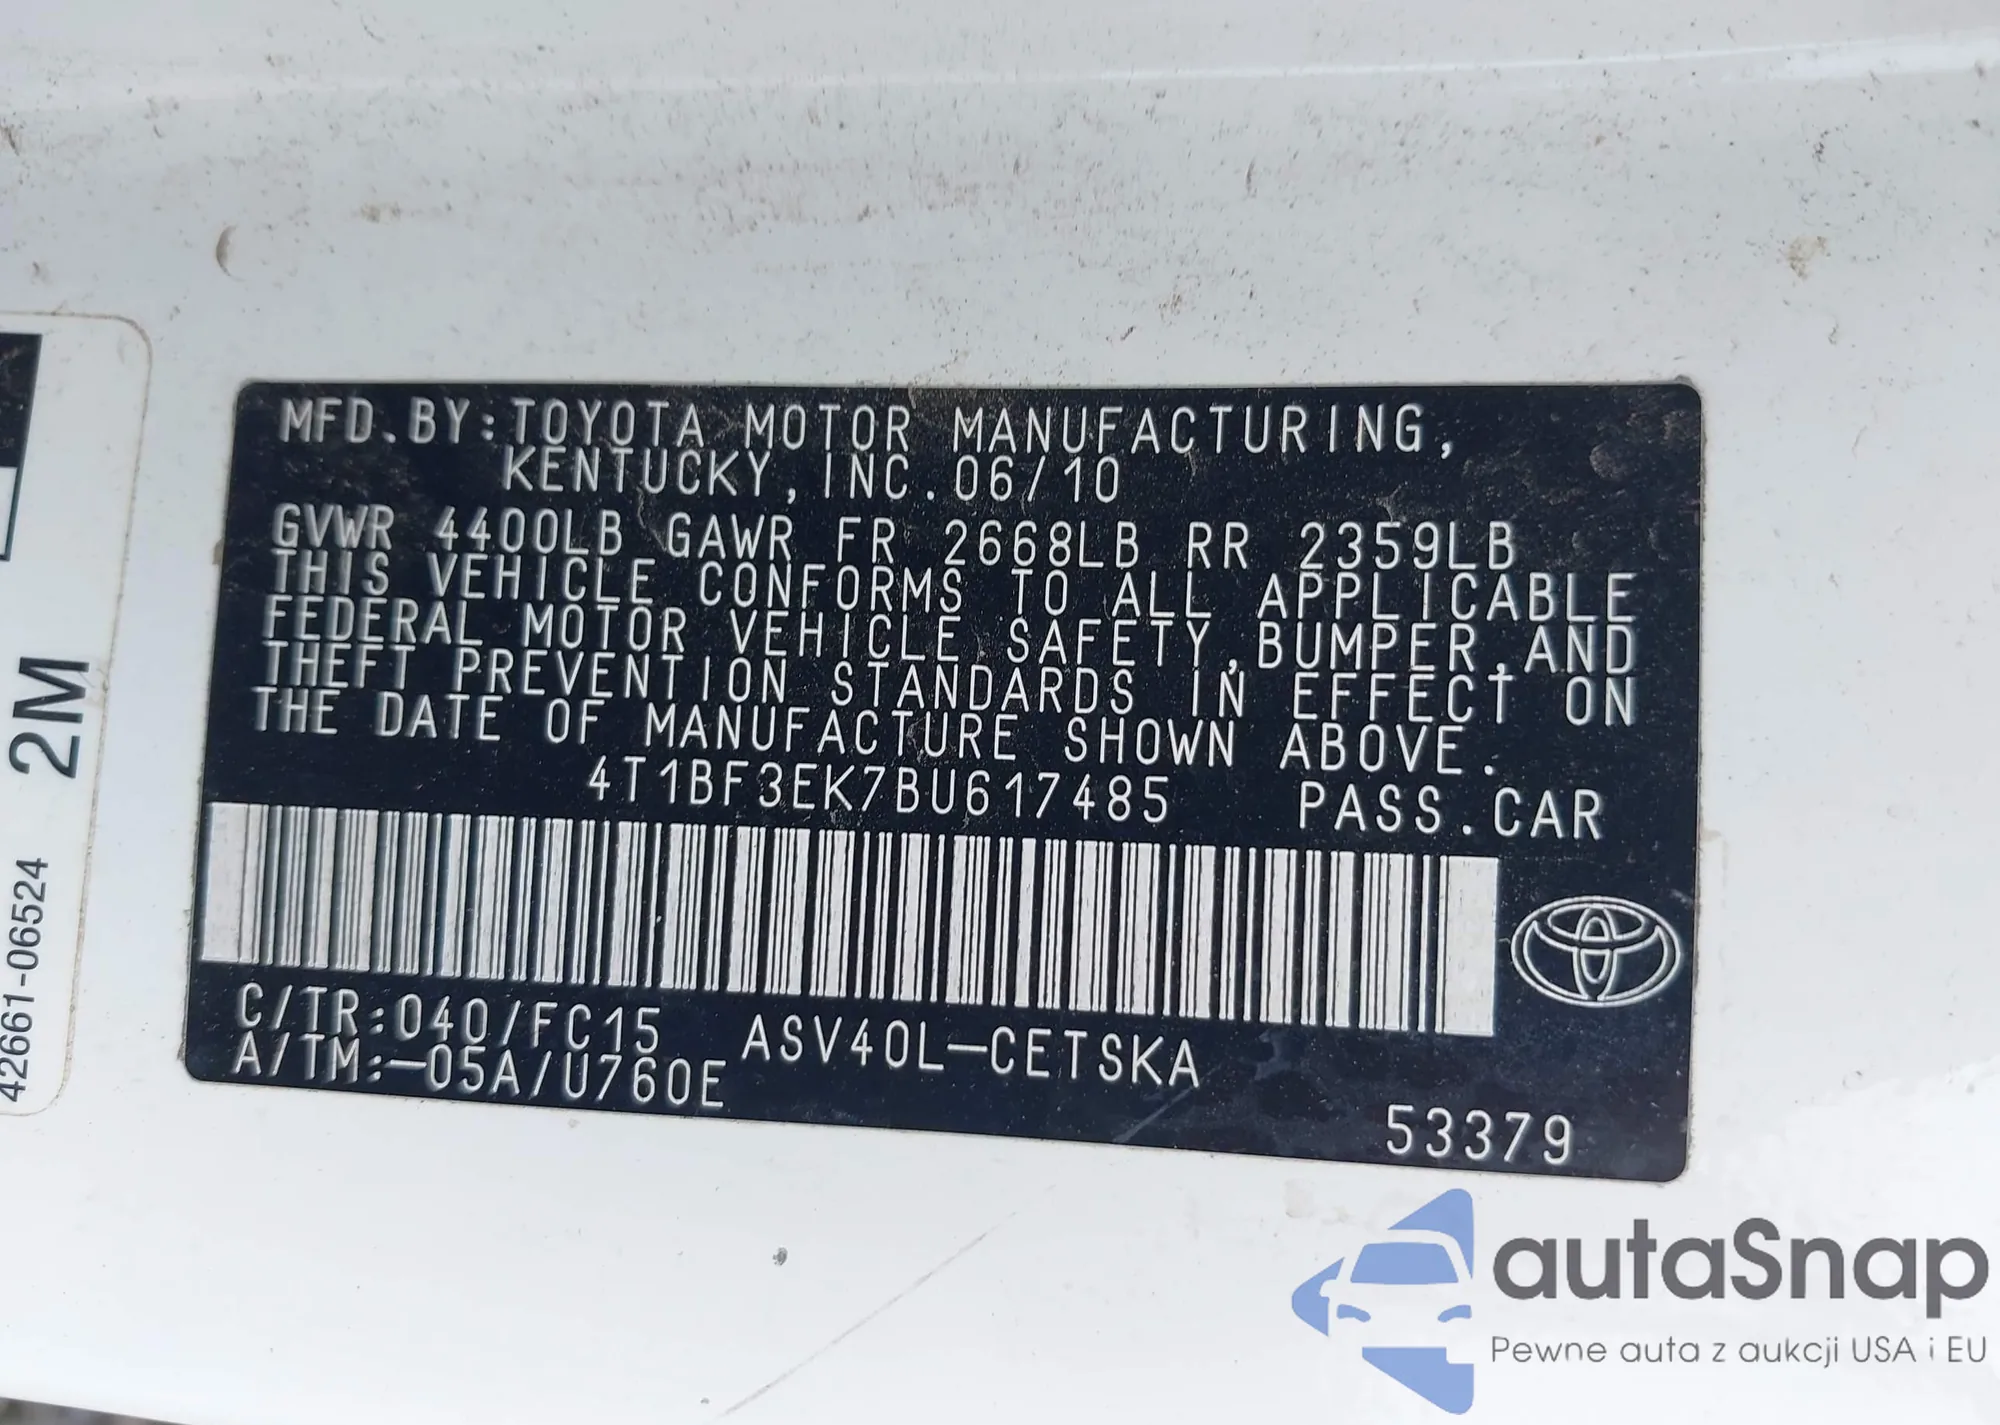 MFD.BY:TOYOTA MOTOR MANUFACTURING,
KENTUCKY, INC.06/10
GVWR 4400LB GAWR FR 2668LB RR 2359LB
THIS VEHICLE CONFORMS TO ALL APPLICABLE
FEDERAL MOTOR VEHICLE SAFETY,BUMPER,AND
THEFT PREVENTION STANDARDS IN EFFECT ON
THE DATE OF MANUFACTURE SHOWN ABOVE.
4T1BF3EK7BU617485 PASS.CAR
C/TR:040/FC15 ASV40L-CETSKA
A/TM:-05A/U760E
53379
2M
42661-06524
autaSnap
Pewne auta z aukcji USA i EU